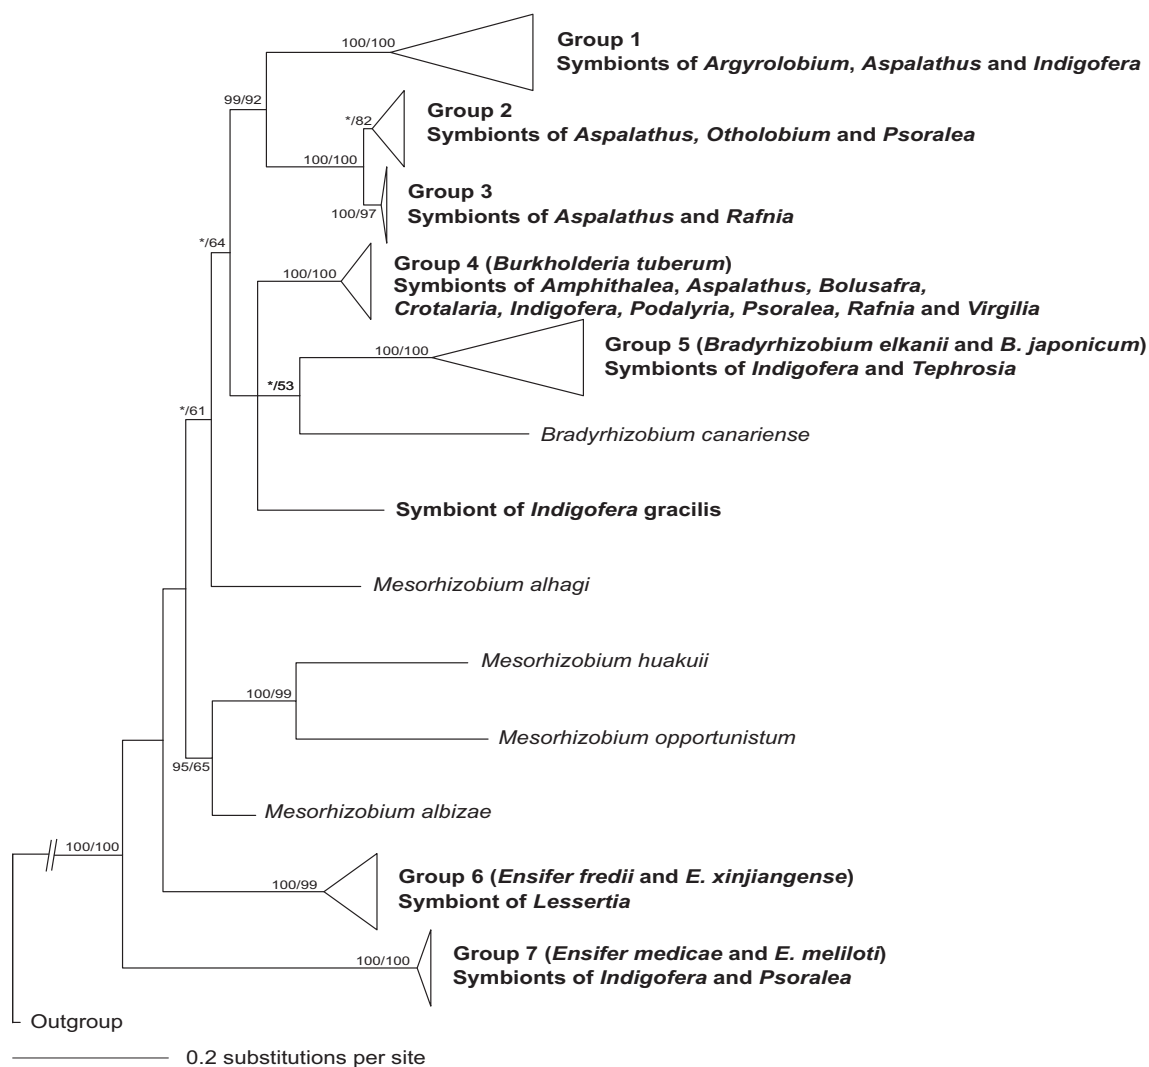 100/100
Group 1
Symbionts of Argyrolobium, Aspalathus and Indigofera
99/92
*/82
Group 2
Symbionts of Aspalathus, Otholobium and Psoralea
100/100
Group 3
Symbionts of Aspalathus and Rafnia
100/97
*/64
Group 4 (Burkholderia tuberum)
100/100
Symbionts of Amphithalea, Aspalathus, Bolusafra,
Crotalaria, Indigofera, Podalyria, Psoralea, Rafnia and Virgilia
100/100
Group 5 (Bradyrhizobium elkanii and B. japonicum)
Symbionts of Indigofera and Tephrosia
*/53
*/61
Bradyrhizobium canariense
Symbiont of Indigofera gracilis
Mesorhizobium alhagi
Mesorhizobium huakuii
100/99
Mesorhizobium opportunistum
95/65
Mesorhizobium albizae
100/100
100/99
Group 6 (Ensifer fredii and E. xinjiangense)
Symbiont of Lessertia
100/100
Group 7 (Ensifer medicae and E. meliloti)
Symbionts of Indigofera and Psoralea
Outgroup
0.2 substitutions per site